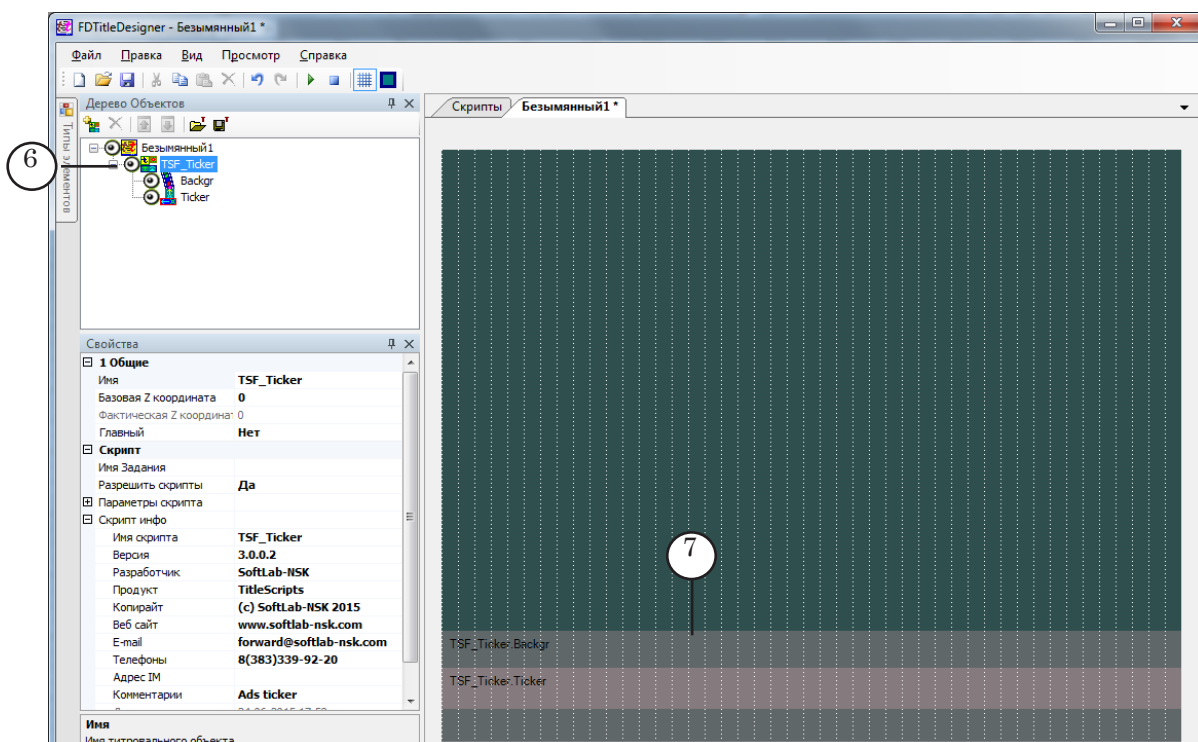 FDTitleDesigner - Безымянный1 *
Файл Правка Вид Просмотр Справка
Дерево Объектов
Скрипты Безымянный1 *
Типы элементов
6
Безымянный1
TSF_Ticker
Backgr
Ticker
Свойства
1 Общие
Имя TSF_Ticker
Базовая Z координата 0
Фактическая Z координат 0
Главный Нет
Скрипт
Имя Задания
Разрешить скрипты Да
Параметры скрипта
Скрипт инфо
Имя скрипта TSF_Ticker
Версия 3.0.0.2
Разработчик SoftLab-NSK
Продукт TitleScripts
Копирайт (c) SoftLab-NSK 2015
Веб сайт www.softlab-nsk.com
E-mail forward@softlab-nsk.com
Телефоны 8(383)339-92-20
Адрес IM
Комментарии Ads ticker
Имя
Имя титровального объекта
7
TSF_Ticker.Backgr
TSF_Ticker.Ticker